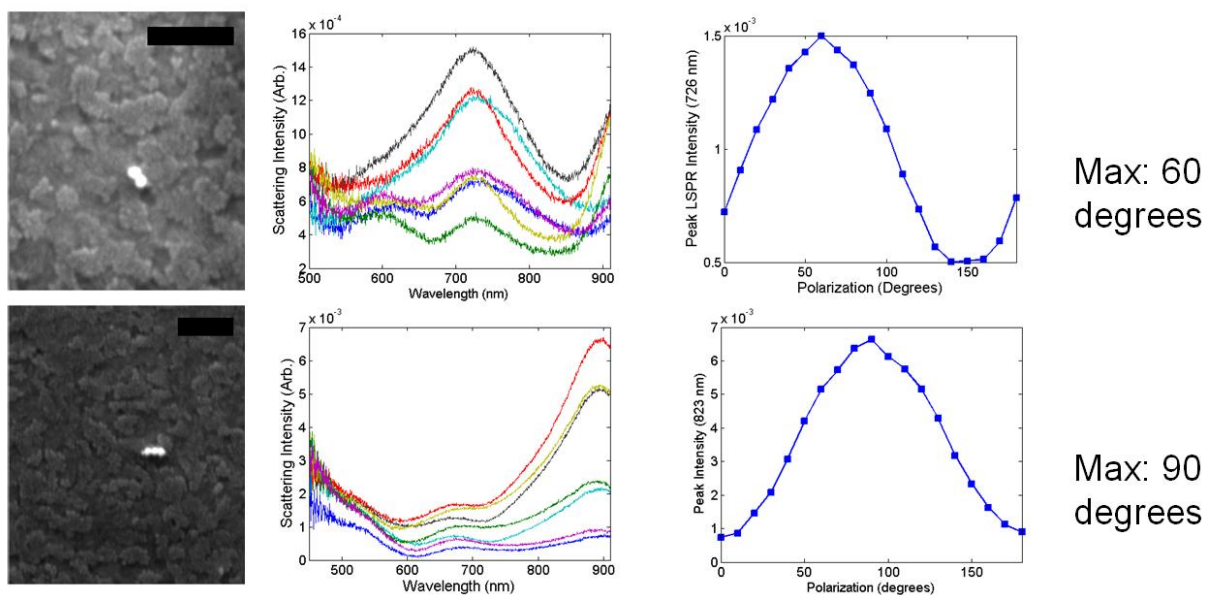 x 10⁻⁴
16
14
12
10
8
6
4
2
500 600 700 800 900
Wavelength (nm)
Scattering Intensity (Arb.)
x 10⁻³
1.5
1
0.5
0 50 100 150
Polarization (Degrees)
Peak LSPR Intensity (726 nm)
Max: 60
degrees
x 10⁻³
7
6
5
4
3
2
1
0
500 600 700 800 900
Wavelength (nm)
Scattering Intensity (Arb.)
x 10⁻³
7
6
5
4
3
2
1
0
0 50 100 150
Polarization (degrees)
Peak Intensity (823 nm)
Max: 90
degrees